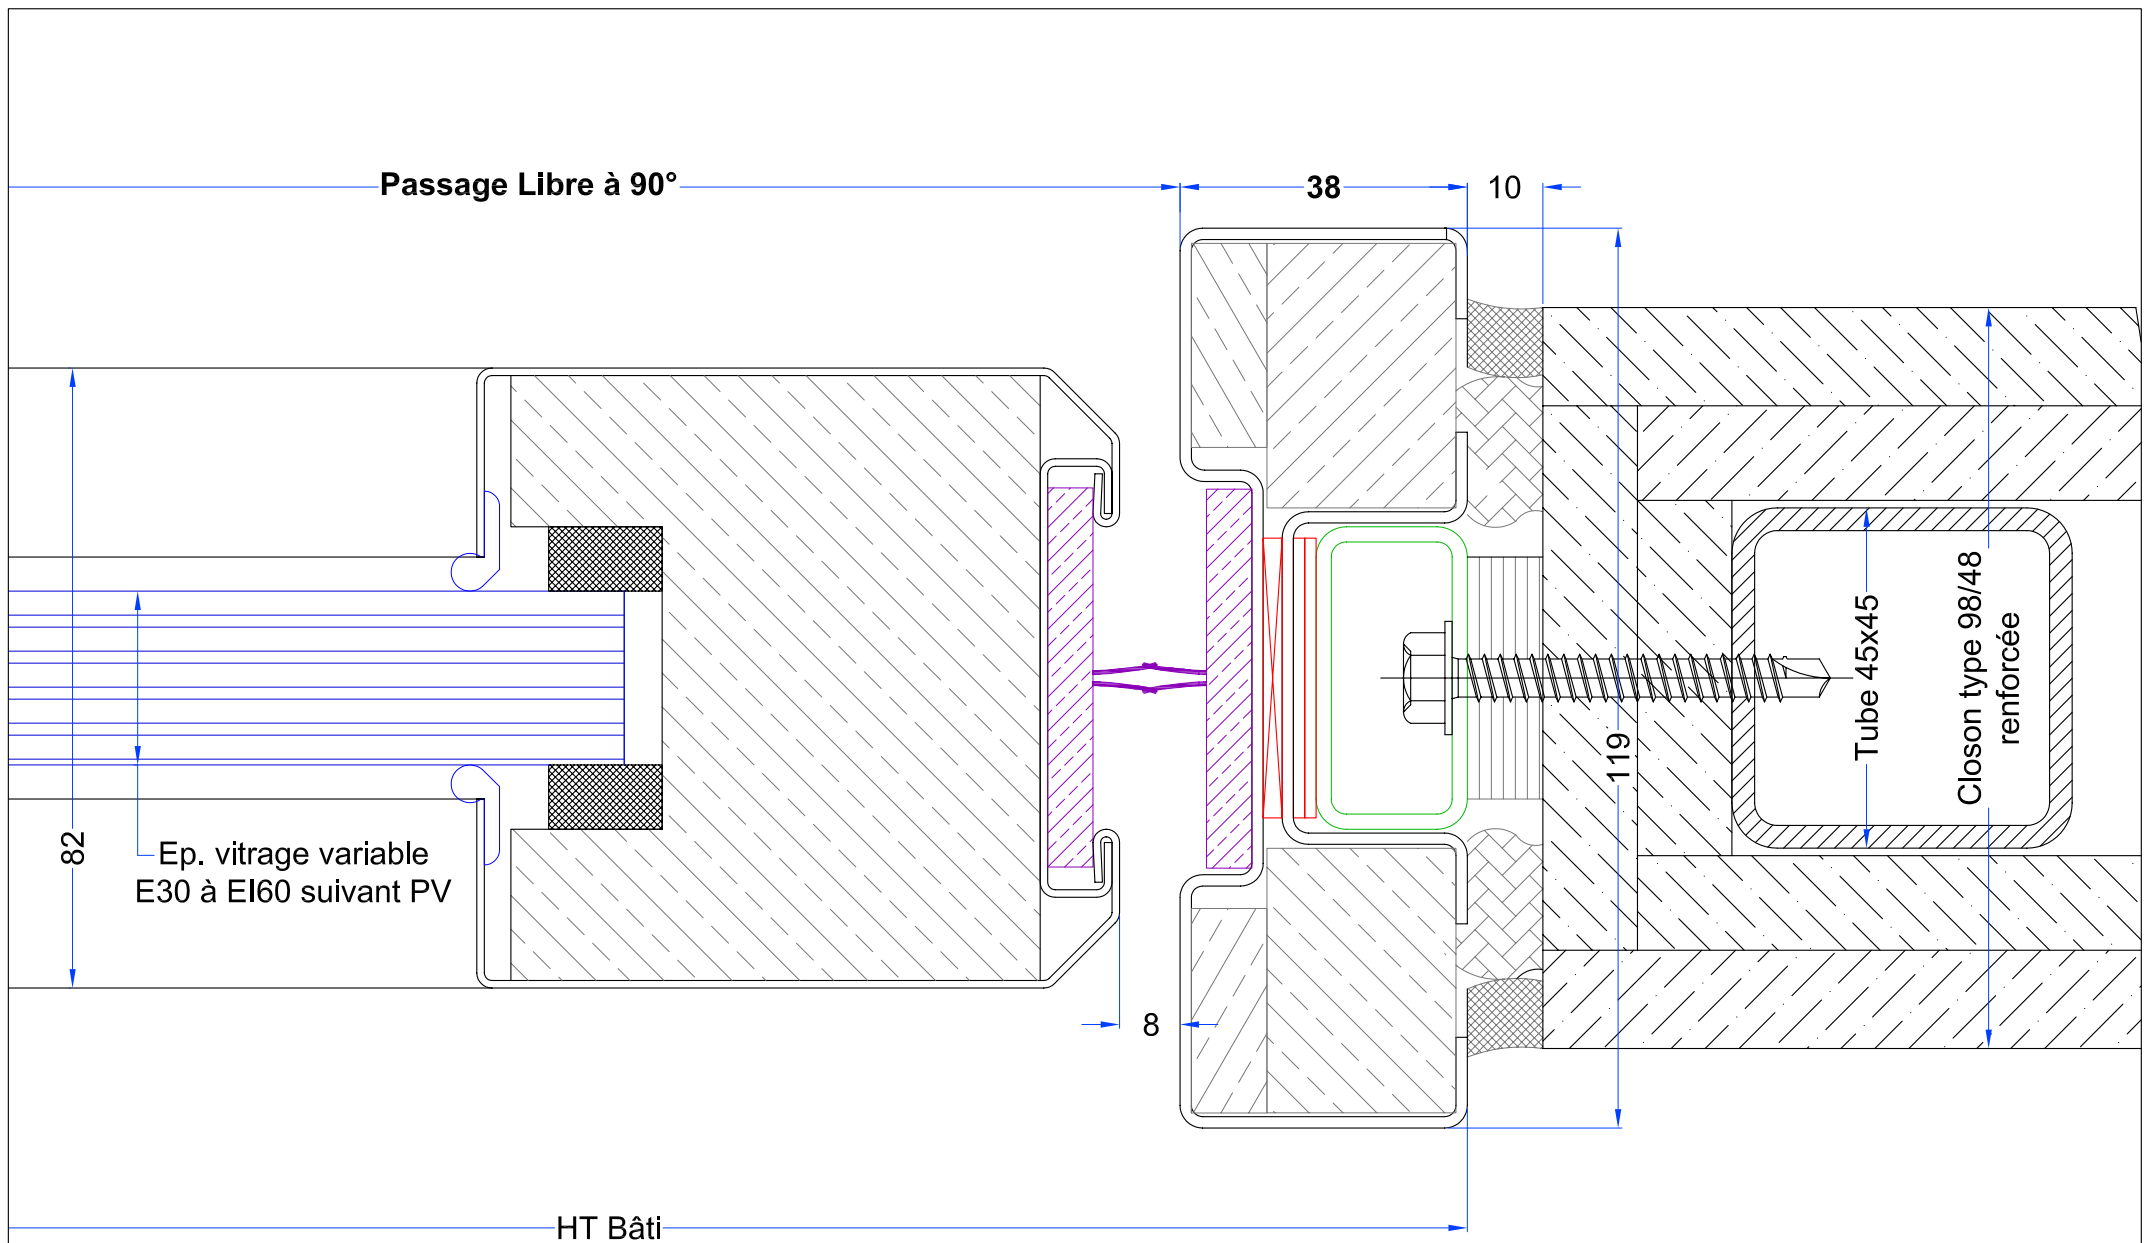 Passage Libre à 90°
38
10
82
Ep. vitrage variable
E30 à EI60 suivant PV
8
119
Tube 45x45
Closon type 98/48
renforcée
HT Bâti